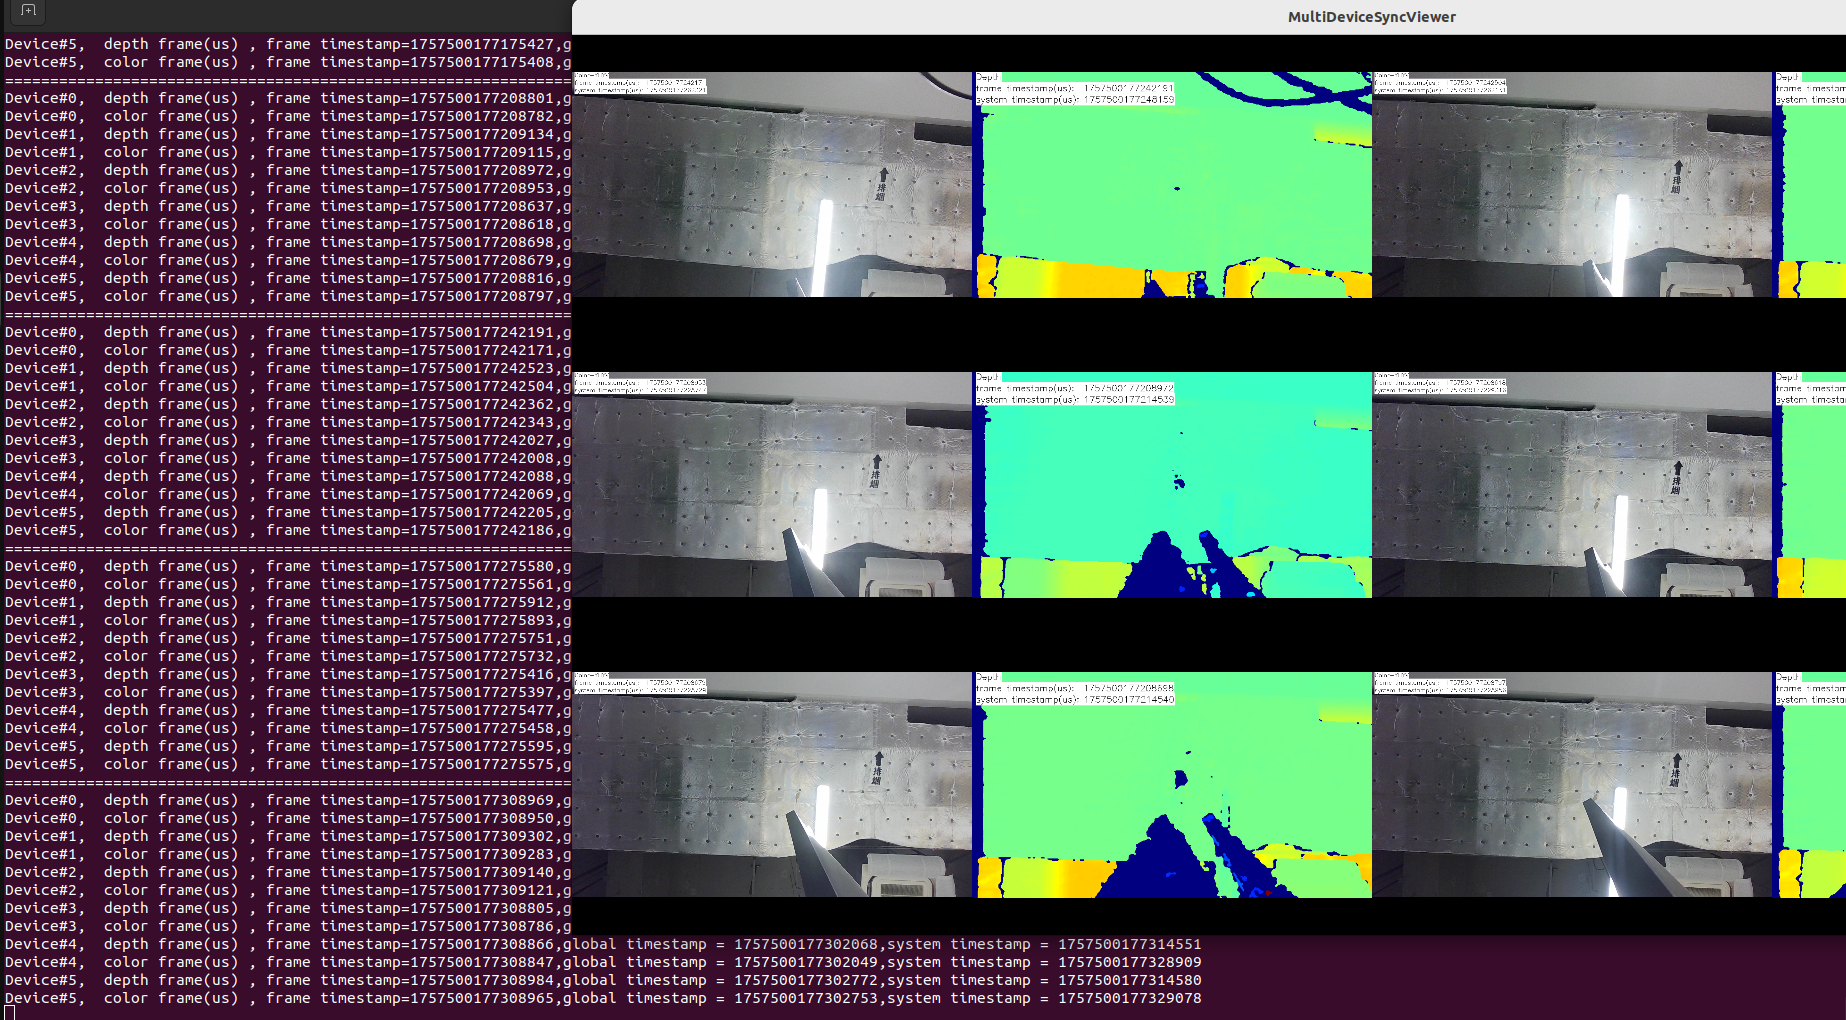 MultiDeviceSyncViewer
Device#5,  depth frame(us) , frame timestamp=1757500177175427,g
Device#5,  color frame(us) , frame timestamp=1757500177175408,g
===============================================================
Device#0,  depth frame(us) , frame timestamp=1757500177208801,g
Device#0,  color frame(us) , frame timestamp=1757500177208782,g
Device#1,  depth frame(us) , frame timestamp=1757500177209134,g
Device#1,  color frame(us) , frame timestamp=1757500177209115,g
Device#2,  depth frame(us) , frame timestamp=1757500177208972,g
Device#2,  color frame(us) , frame timestamp=1757500177208953,g
Device#3,  depth frame(us) , frame timestamp=1757500177208637,g
Device#3,  color frame(us) , frame timestamp=1757500177208618,g
Device#4,  depth frame(us) , frame timestamp=1757500177208698,g
Device#4,  color frame(us) , frame timestamp=1757500177208679,g
Device#5,  depth frame(us) , frame timestamp=1757500177208816,g
Device#5,  color frame(us) , frame timestamp=1757500177208797,g
===============================================================
Device#0,  depth frame(us) , frame timestamp=1757500177242191,g
Device#0,  color frame(us) , frame timestamp=1757500177242171,g
Device#1,  depth frame(us) , frame timestamp=1757500177242523,g
Device#1,  color frame(us) , frame timestamp=1757500177242504,g
Device#2,  depth frame(us) , frame timestamp=1757500177242362,g
Device#2,  color frame(us) , frame timestamp=1757500177242343,g
Device#3,  depth frame(us) , frame timestamp=1757500177242027,g
Device#3,  color frame(us) , frame timestamp=1757500177242008,g
Device#4,  depth frame(us) , frame timestamp=1757500177242088,g
Device#4,  color frame(us) , frame timestamp=1757500177242069,g
Device#5,  depth frame(us) , frame timestamp=1757500177242205,g
Device#5,  color frame(us) , frame timestamp=1757500177242186,g
===============================================================
Device#0,  depth frame(us) , frame timestamp=1757500177275580,g
Device#0,  color frame(us) , frame timestamp=1757500177275561,g
Device#1,  depth frame(us) , frame timestamp=1757500177275912,g
Device#1,  color frame(us) , frame timestamp=1757500177275893,g
Device#2,  depth frame(us) , frame timestamp=1757500177275751,g
Device#2,  color frame(us) , frame timestamp=1757500177275732,g
Device#3,  depth frame(us) , frame timestamp=1757500177275416,g
Device#3,  color frame(us) , frame timestamp=1757500177275397,g
Device#4,  depth frame(us) , frame timestamp=1757500177275477,g
Device#4,  color frame(us) , frame timestamp=1757500177275458,g
Device#5,  depth frame(us) , frame timestamp=1757500177275595,g
Device#5,  color frame(us) , frame timestamp=1757500177275575,g
===============================================================
Device#0,  depth frame(us) , frame timestamp=1757500177308969,g
Device#0,  color frame(us) , frame timestamp=1757500177308950,g
Device#1,  depth frame(us) , frame timestamp=1757500177309302,g
Device#1,  color frame(us) , frame timestamp=1757500177309283,g
Device#2,  depth frame(us) , frame timestamp=1757500177309140,g
Device#2,  color frame(us) , frame timestamp=1757500177309121,g
Device#3,  depth frame(us) , frame timestamp=1757500177308805,g
Device#3,  color frame(us) , frame timestamp=1757500177308786,g
Device#4,  depth frame(us) , frame timestamp=1757500177308866,global timestamp = 1757500177302068,system timestamp = 1757500177314551
Device#4,  color frame(us) , frame timestamp=1757500177308847,global timestamp = 1757500177302049,system timestamp = 1757500177328909
Device#5,  depth frame(us) , frame timestamp=1757500177308984,global timestamp = 1757500177302772,system timestamp = 1757500177314580
Device#5,  color frame(us) , frame timestamp=1757500177308965,global timestamp = 1757500177302753,system timestamp = 1757500177329078
Depth
frame timestamp(us): 1757500177242191
system timestamp(us): 1757500177248159
Depth
frame timestamp(us): 1757500177208972
system timestamp(us): 1757500177214539
Depth
frame timestamp(us): 1757500177208698
system timestamp(us): 1757500177214540